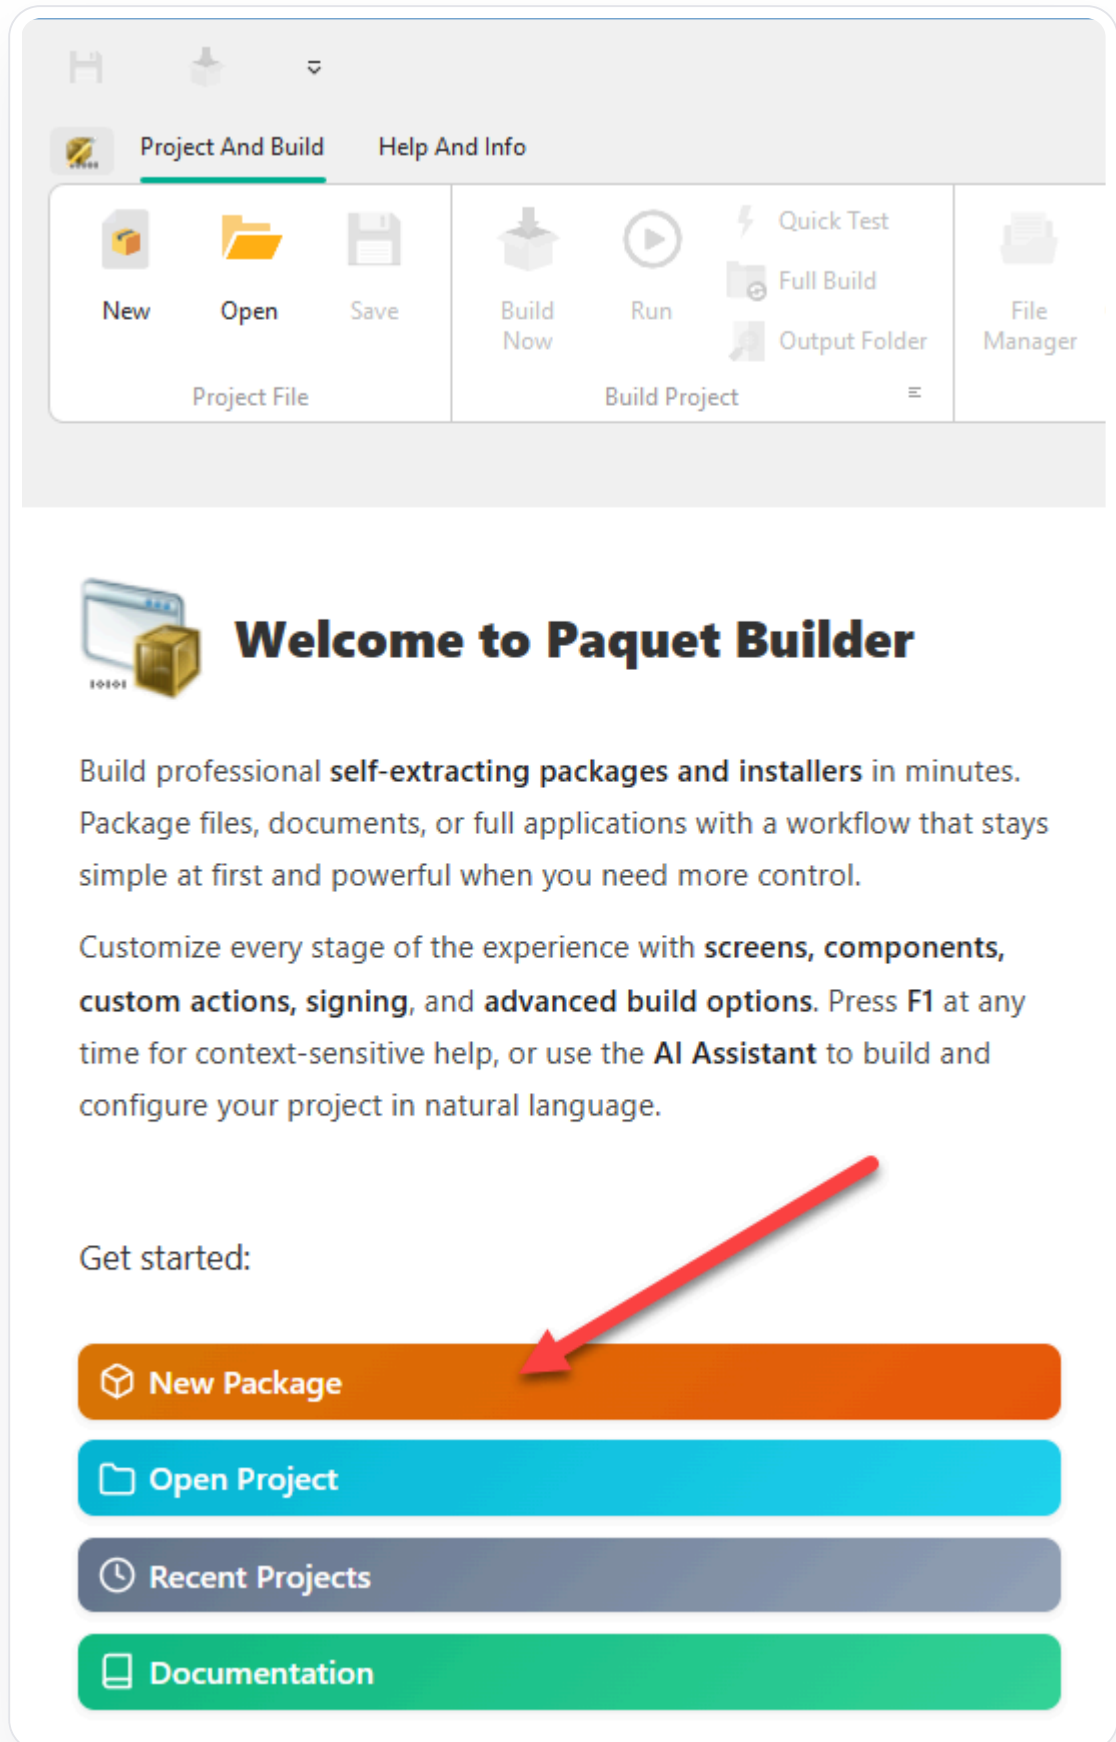 Project And Build Help And Info
New Open Save Build Now Run Quick Test
Full Build
Output Folder
File Manager
Project File Build Project
Welcome to Paquet Builder
Build professional self-extracting packages and installers in minutes.
Package files, documents, or full applications with a workflow that stays
simple at first and powerful when you need more control.
Customize every stage of the experience with screens, components,
custom actions, signing, and advanced build options. Press F1 at any
time for context-sensitive help, or use the AI Assistant to build and
configure your project in natural language.
Get started:
New Package
Open Project
Recent Projects
Documentation